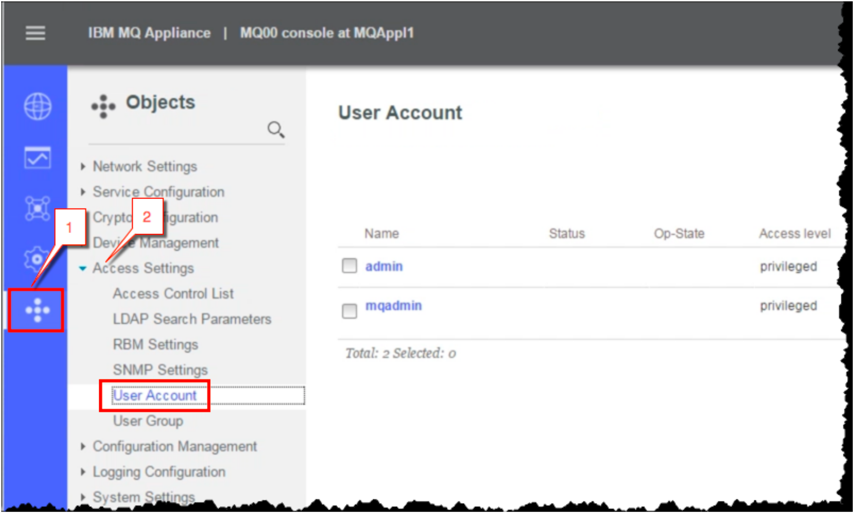 IBM MQ Appliance | MQ00 console at MQAppl1
Objects
Network Settings
Service Configuration
Crypto iguration
Device Management
Access Settings
Access Control List
LDAP Search Parameters
RBM Settings
SNMP Settings
User Account
User Group
Configuration Management
Logging Configuration
System Settings
1
2
User Account
Name Status Op-State Access level
admin privileged
mqadmin privileged
Total: 2 Selected: 0